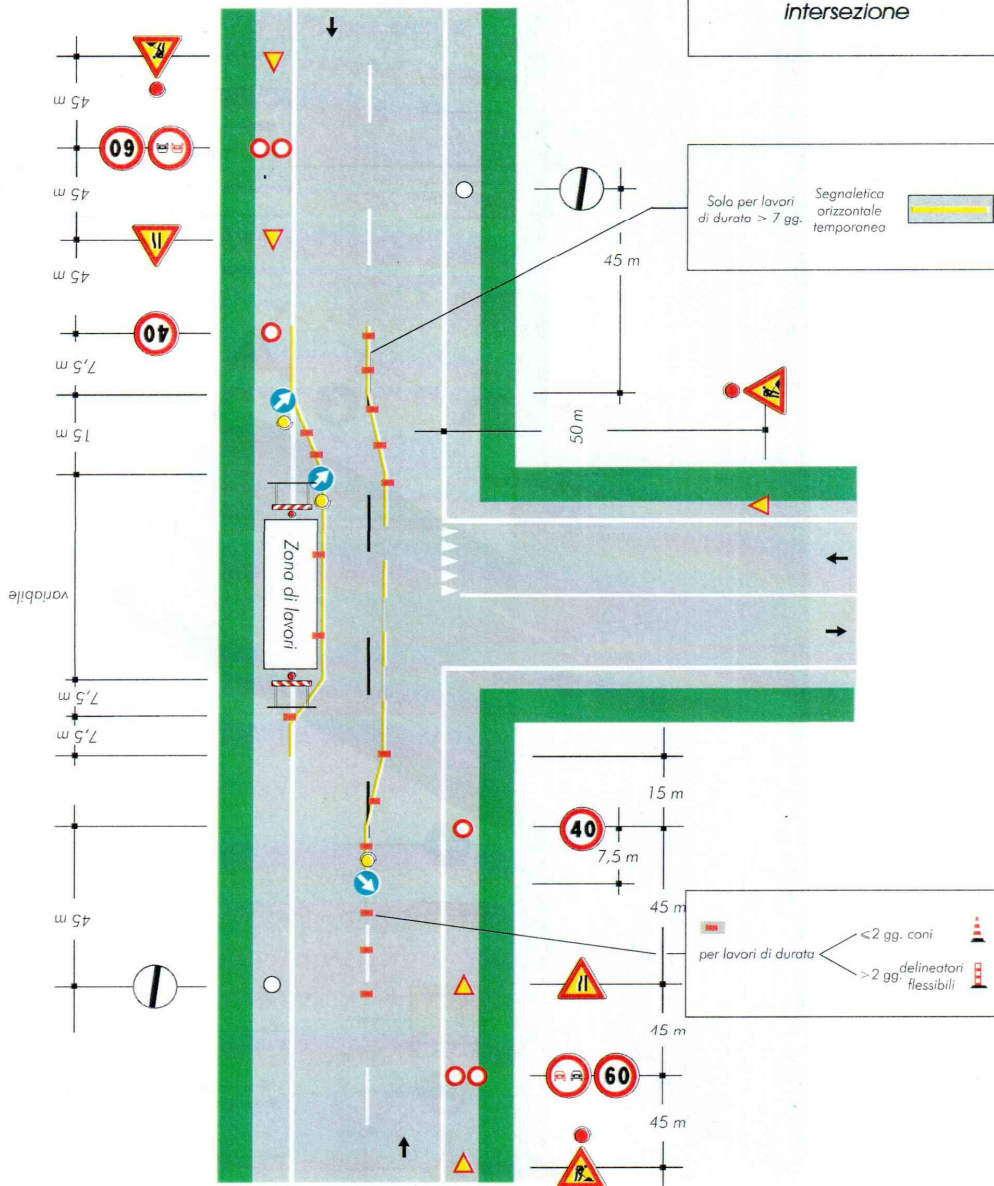 intersezione
45 m
60
45 m
45 m
40
7,5 m
15 m
variabile
7,5 m
7,5 m
45 m
Zona di lavori
45 m
50 m
Solo per lavori
di durata > 7 gg.
Segnaletica
orizzontale
temporanea
15 m
40
7,5 m
45 m
per lavori di durata
≤2 gg. coni
>2 gg. delineatori
flessibili
45 m
60
45 m